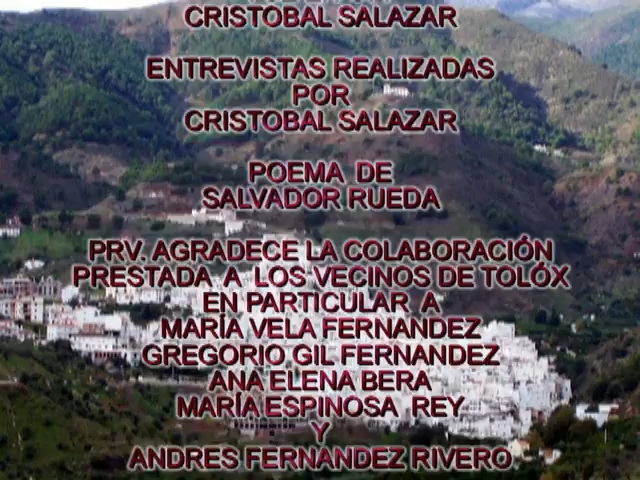 CRISTOBAL SALAZAR
ENTREVISTAS REALIZADAS
POR
CRISTOBAL SALAZAR
POEMA DE
SALVADOR RUEDA
PRV. AGRADECE LA COLABORACIÓN
PRESTADA A LOS VECINOS DE TOLÓX
EN PARTICULAR A
MARÍA VELA FERNANDEZ
GREGORIO GIL FERNANDEZ
ANA ELENA BERA
MARÍA ESPINOSA REY
Y
ANDRES FERNANDEZ RIVERO